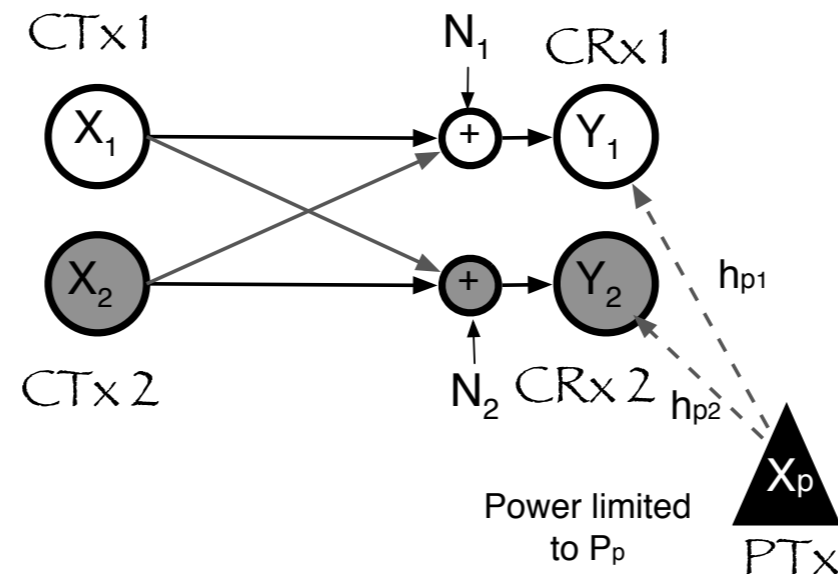 CTx 1
N1
CRx 1
X1
+
Y1
X2
+
Y2
hp1
CTx 2
N2
CRx 2
hp2
Xp
Power limited
to Pp
PTx